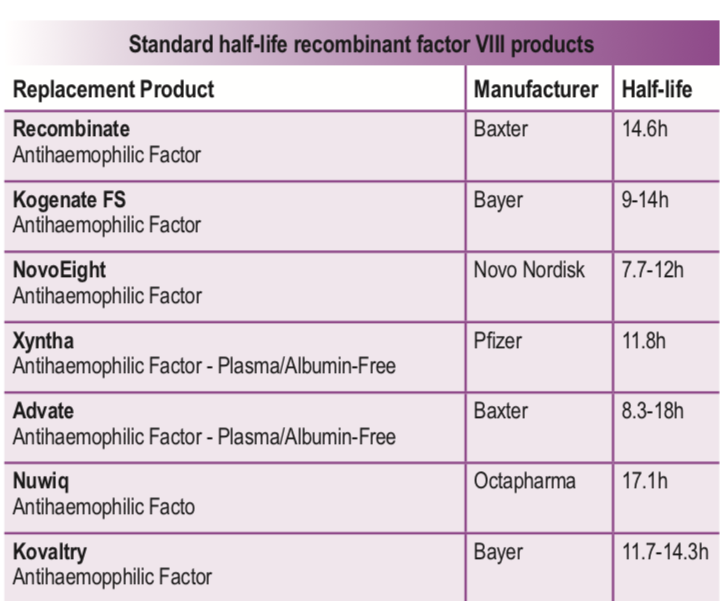 Standard half-life recombinant factor VIII products
Replacement Product Manufacturer Half-life
Recombinate Baxter 14.6h
Antihaemophilic Factor
Kogenate FS Bayer 9-14h
Antihaemophilic Factor
NovoEight Novo Nordisk 7.7-12h
Antihaemophilic Factor
Xyntha Pfizer 11.8h
Antihaemophilic Factor - Plasma/Albumin-Free
Advate Baxter 8.3-18h
Antihaemophilic Factor - Plasma/Albumin-Free
Nuwiq Octapharma 17.1h
Antihaemophilic Facto
Kovaltry Bayer 11.7-14.3h
Antihaemopphilic Factor